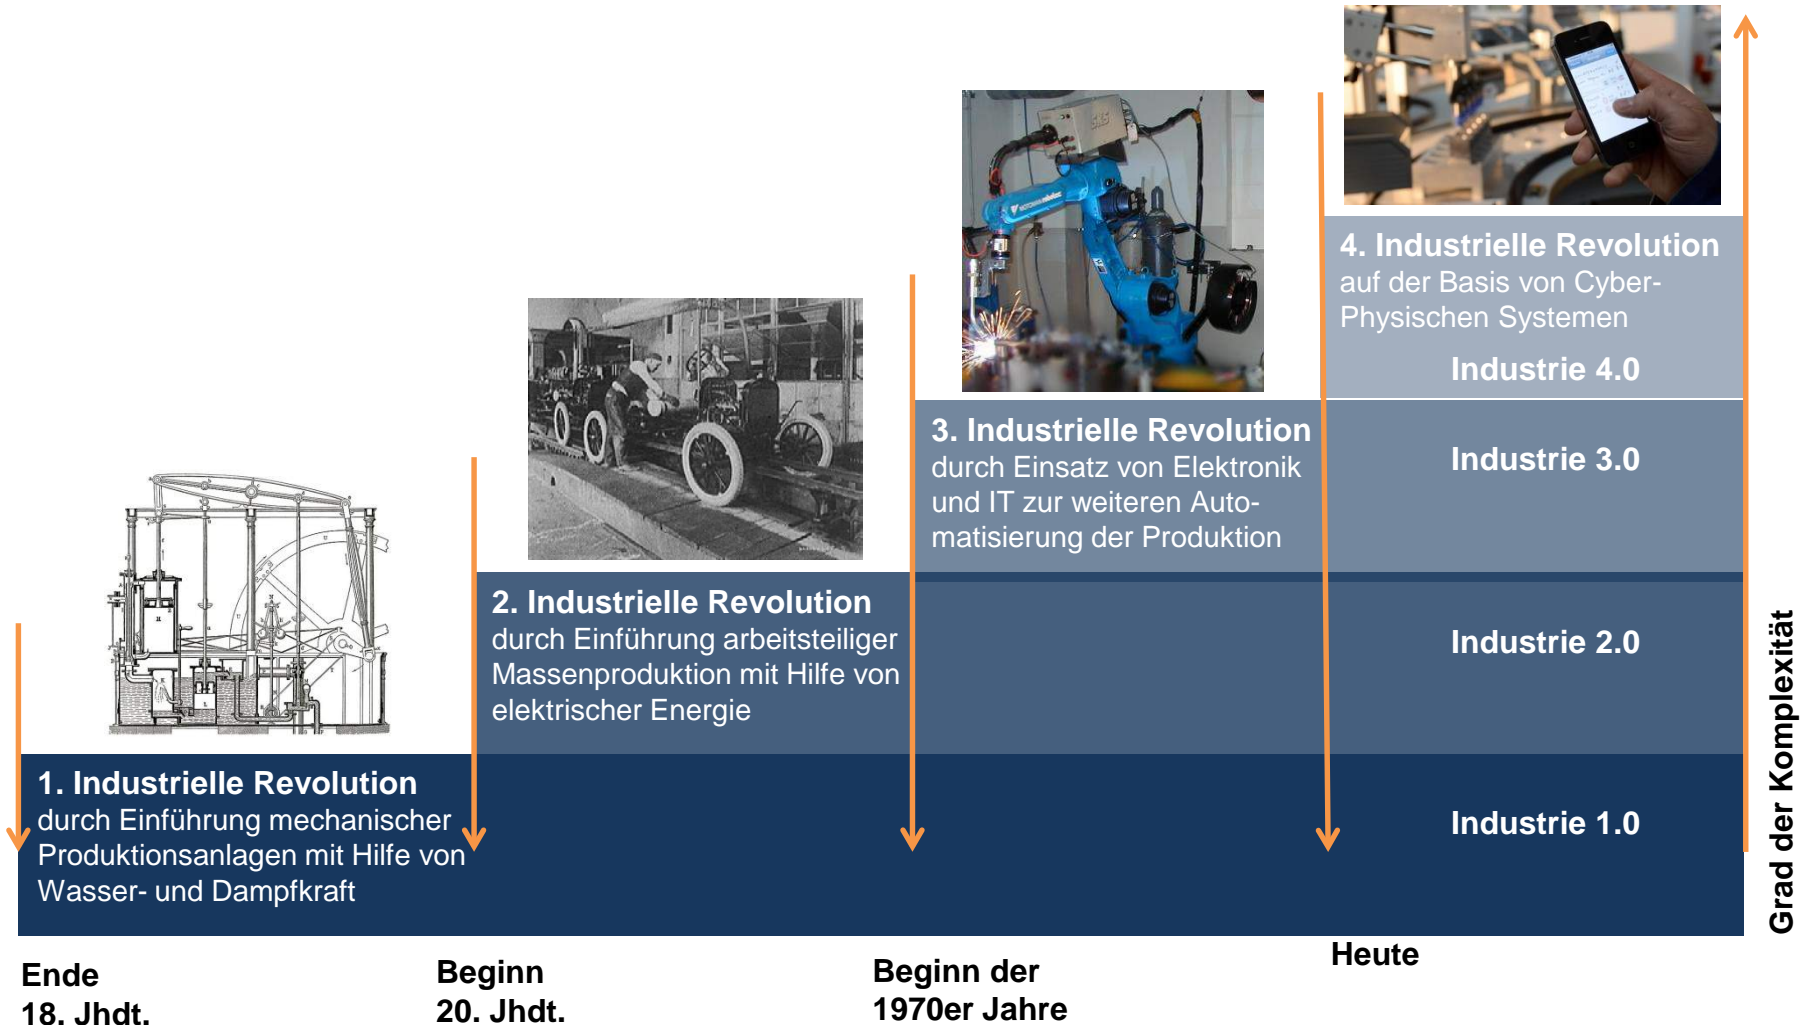 4. Industrielle Revolution
auf der Basis von Cyber-
Physischen Systemen
Industrie 4.0
3. Industrielle Revolution
durch Einsatz von Elektronik
und IT zur weiteren Auto-
matisierung der Produktion
Industrie 3.0
2. Industrielle Revolution
durch Einführung arbeitsteiliger
Massenproduktion mit Hilfe von
elektrischer Energie
Industrie 2.0
1. Industrielle Revolution
durch Einführung mechanischer
Produktionsanlagen mit Hilfe von
Wasser- und Dampfkraft
Industrie 1.0
Grad der Komplexität
Ende
18. Jhdt.
Beginn
20. Jhdt.
Beginn der
1970er Jahre
Heute
SKS
MOTOMAN